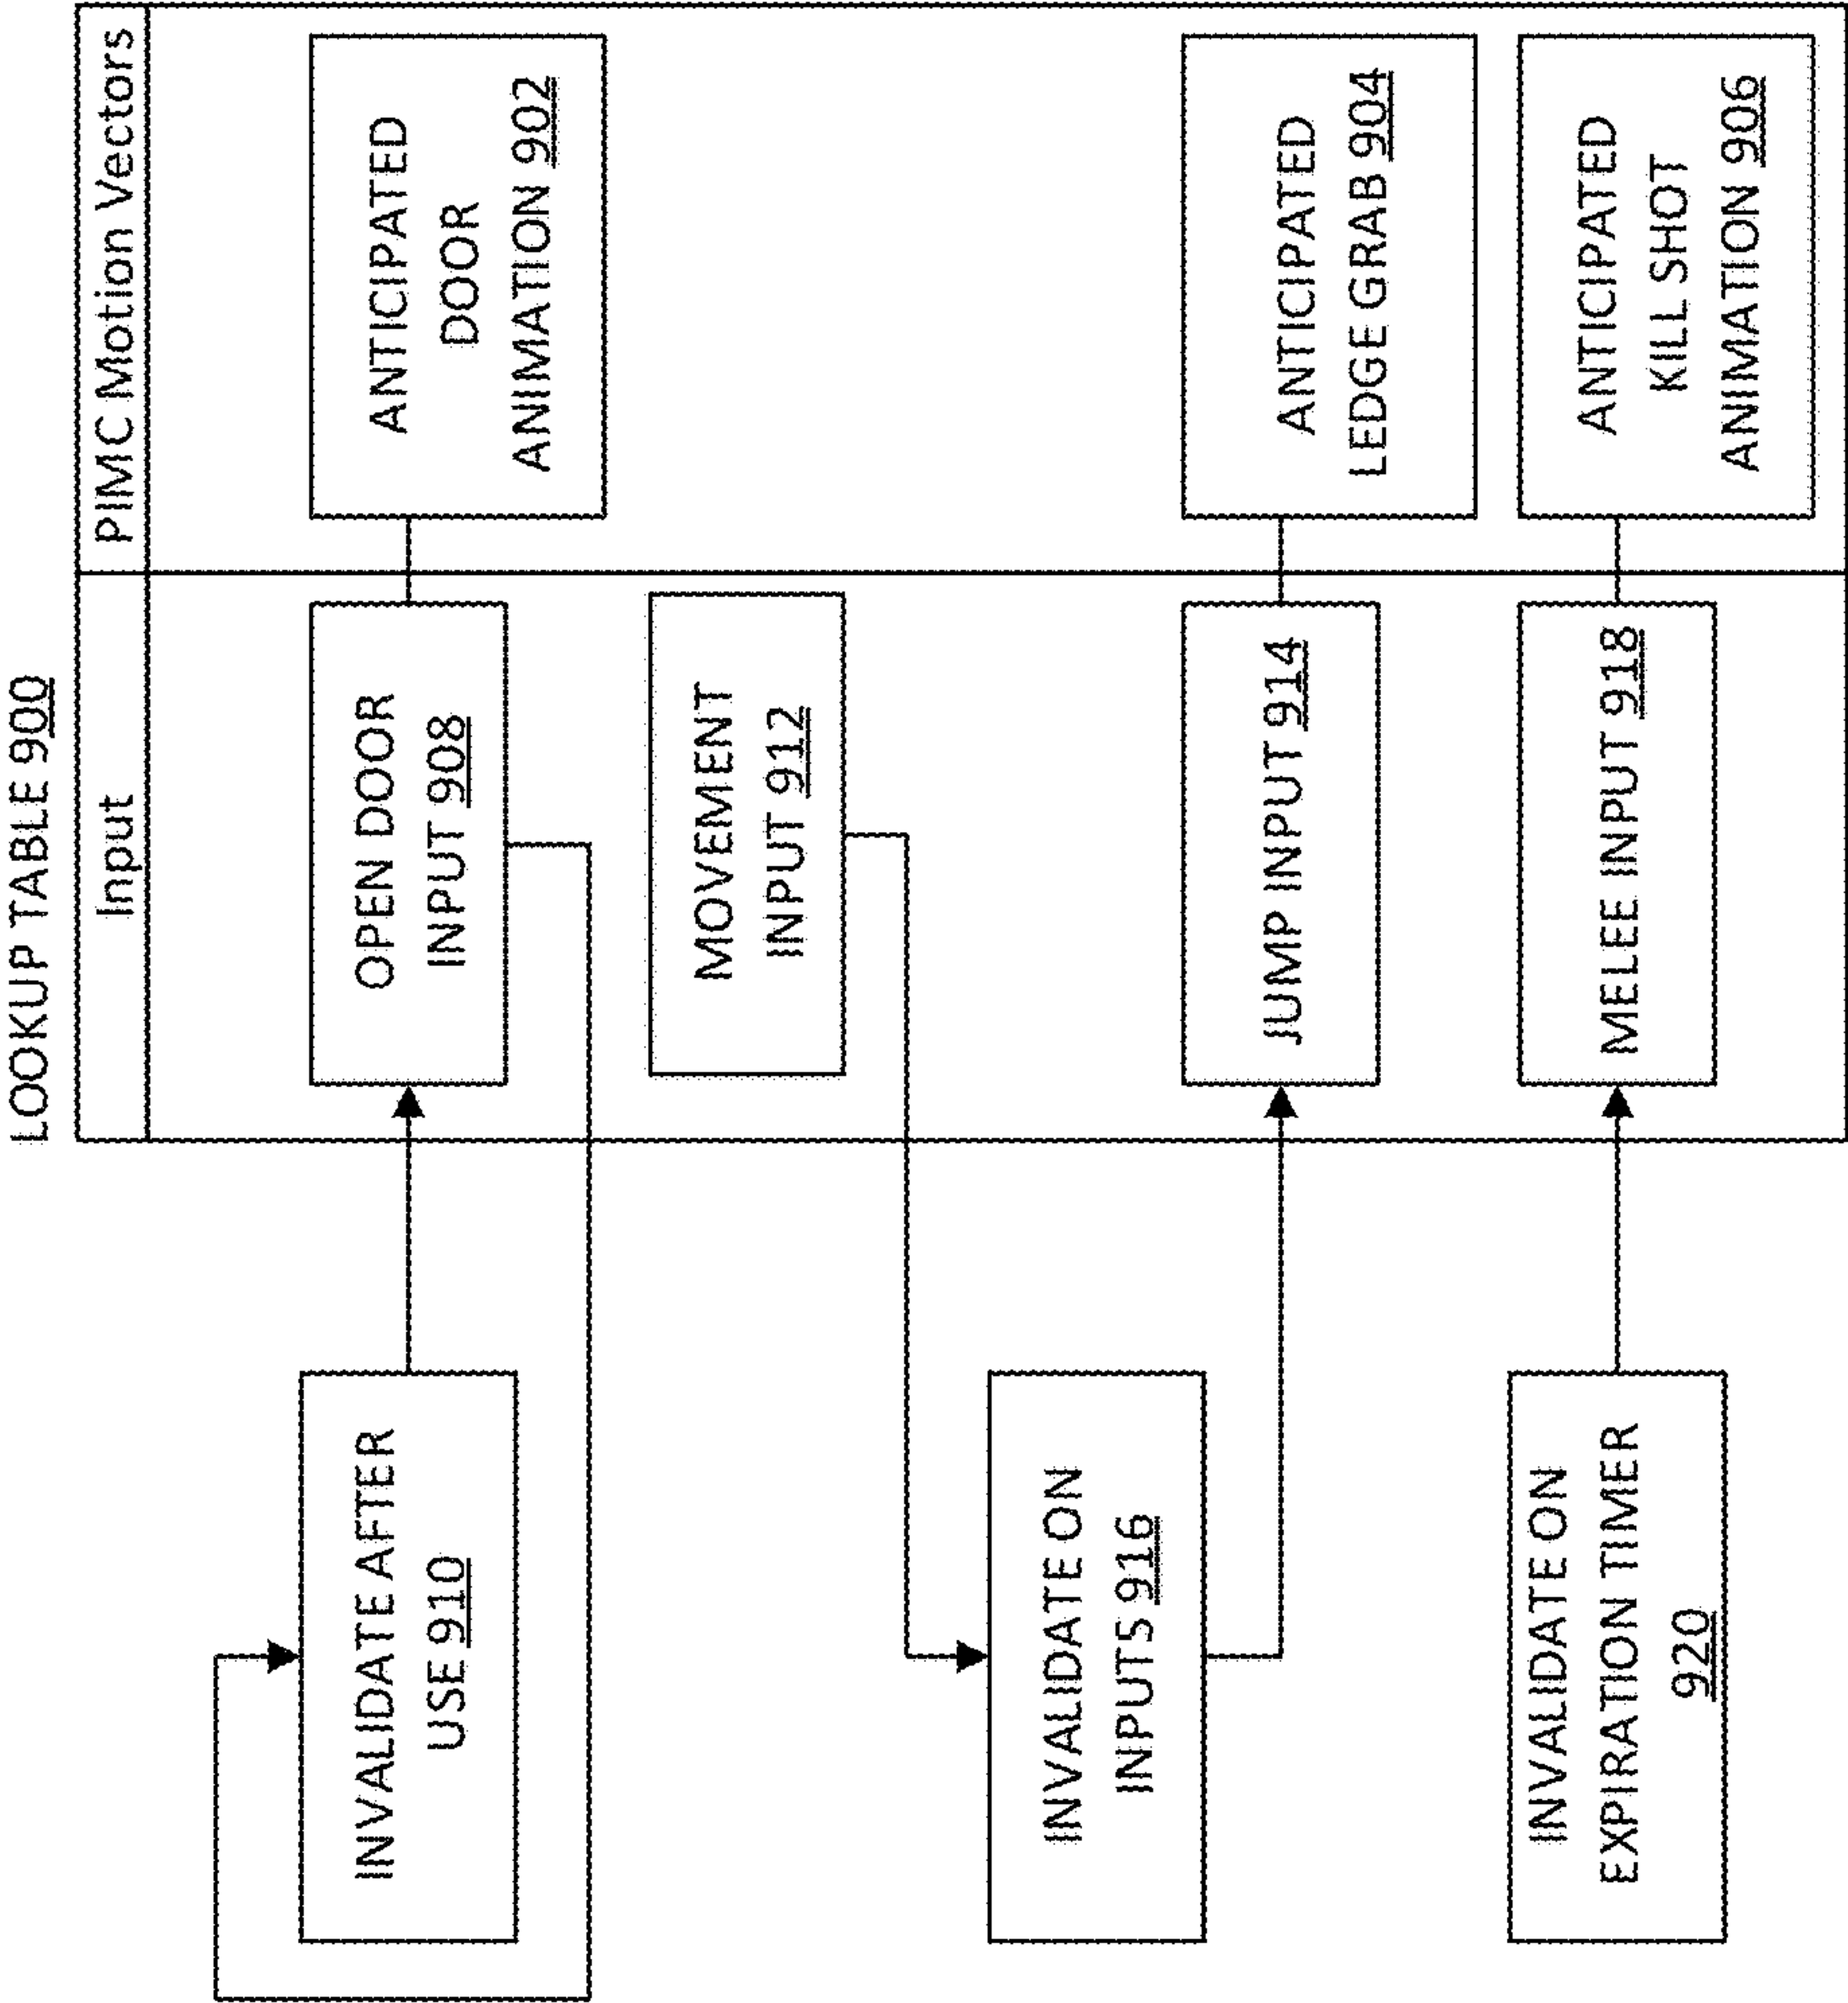 LOOKUP TABLE 900
Input
PIMC Motion Vectors
INVALIDATE AFTER
USE 910
OPEN DOOR
INPUT 908
ANTICIPATED
DOOR
ANIMATION 902
MOVEMENT
INPUT 912
INVALIDATE ON
INPUTS 916
JUMP INPUT 914
ANTICIPATED
LEDGE GRAB 904
INVALIDATE ON
EXPIRATION TIMER
920
MELEE INPUT 918
ANTICIPATED
KILL SHOT
ANIMATION 906